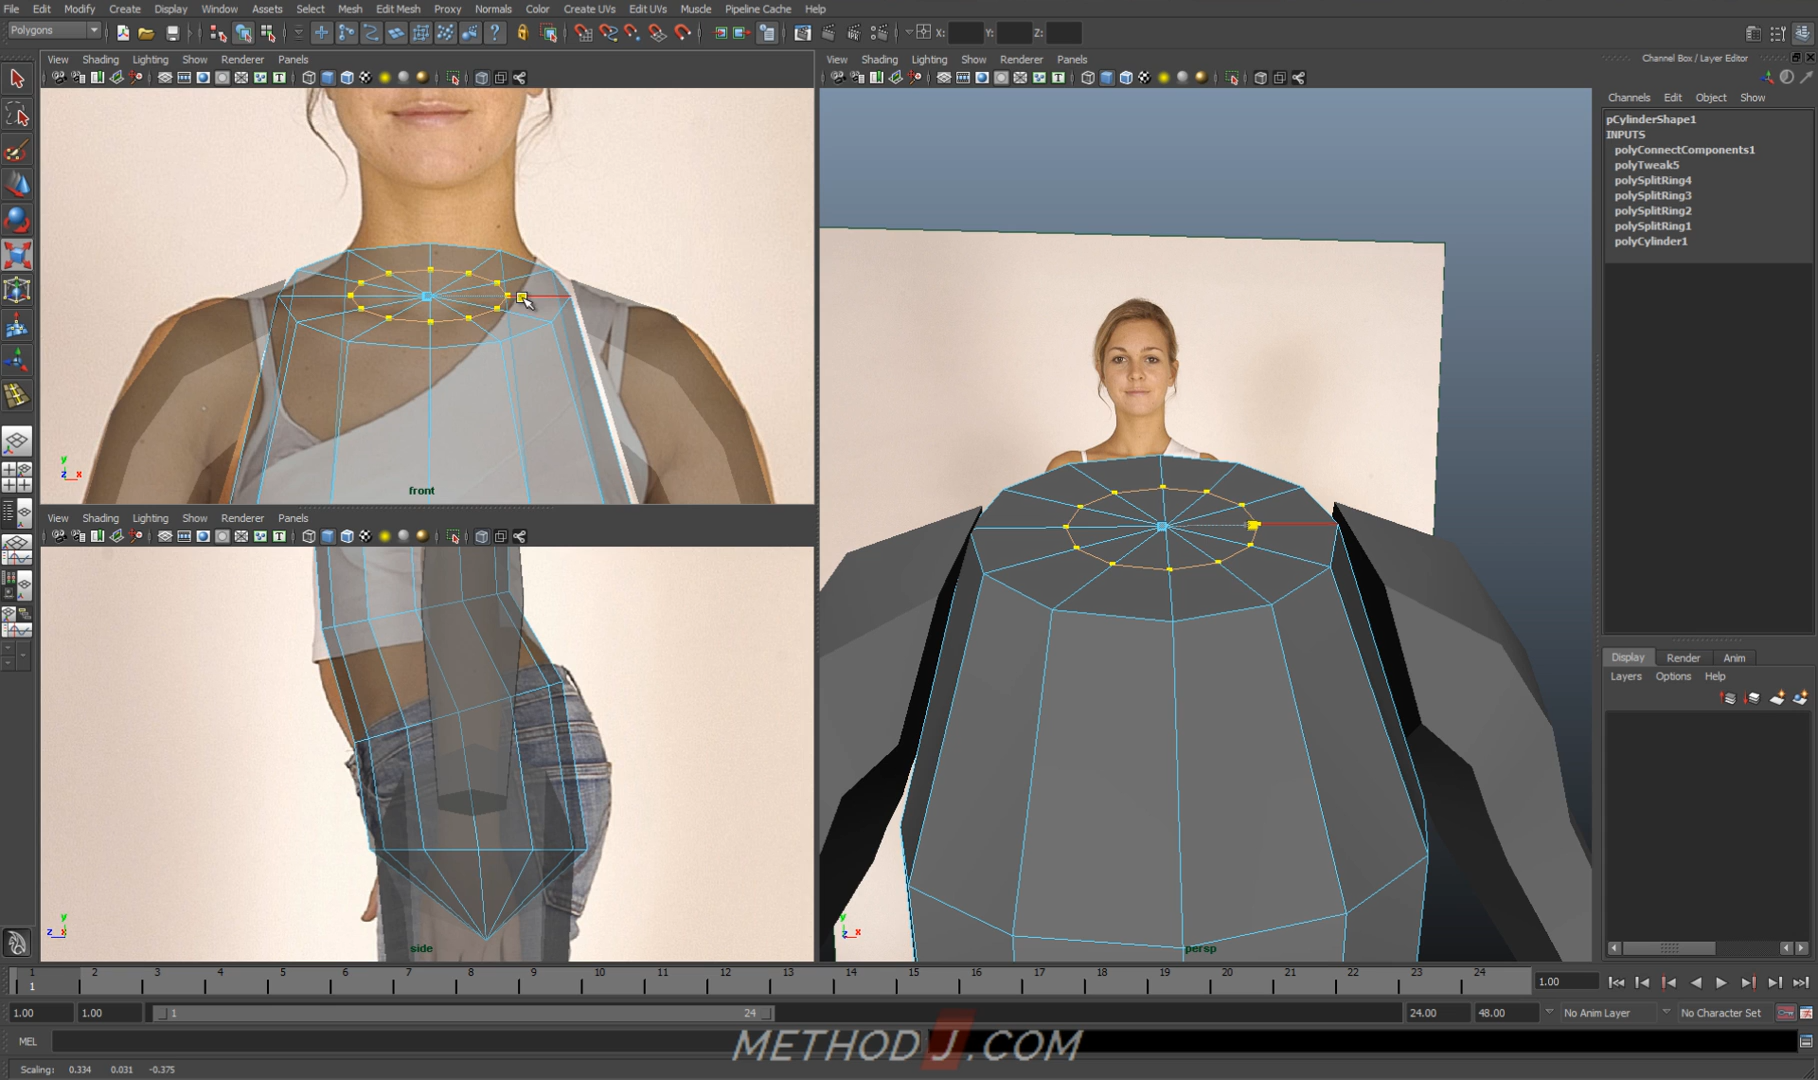 File Edit Modify Create Display Window Assets Select Mesh Edit Mesh Proxy Normals Color Create UVs Edit UVs Muscle Pipeline Cache Help
Polygons X: Y: Z:
View Shading Lighting Show Renderer Panels
View Shading Lighting Show Renderer Panels
Channel Box / Layer Editor
Channels Edit Object Show
pCylinderShape1
INPUTS
polyConnectComponents1
polyTweak5
polySplitRing4
polySplitRing3
polySplitRing2
polySplitRing1
polyCylinder1
y
z x
front
View Shading Lighting Show Renderer Panels
y
z x
side
y
z x
persp
Display Render Anim
Layers Options Help
1 2 3 4 5 6 7 8 9 10 11 12 13 14 15 16 17 18 19 20 21 22 23 24
1
1.00
1.00 1.00 1 24 24.00 48.00 No Anim Layer No Character Set
MEL
METHODJ.COM
Scaling: 0.334 0.031 -0.375